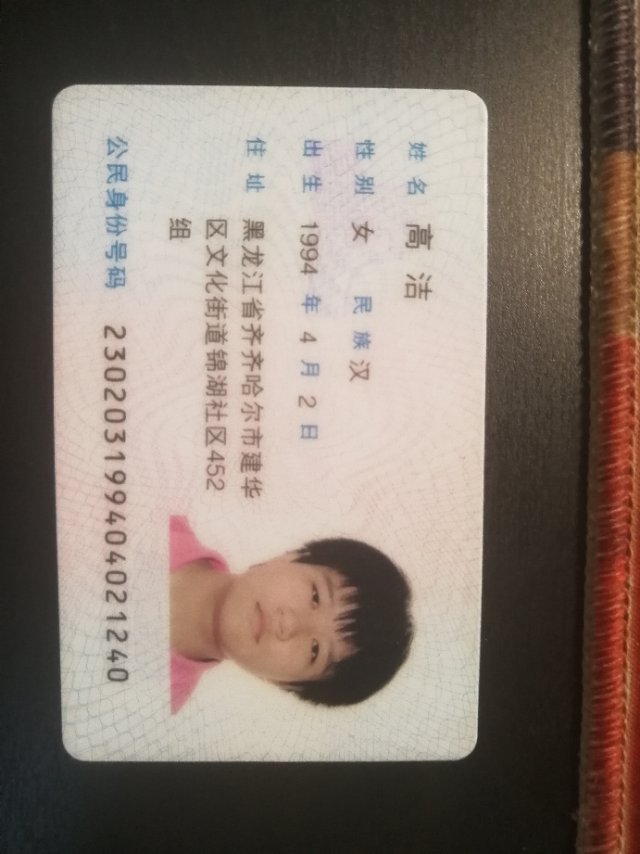 姓名 高洁
性别 女 民族 汉
出生 1994 年 4 月 2 日
住址 黑龙江省齐齐哈尔市建华
区文化街道锦湖社区452
组
公民身份号码 230203199404021240